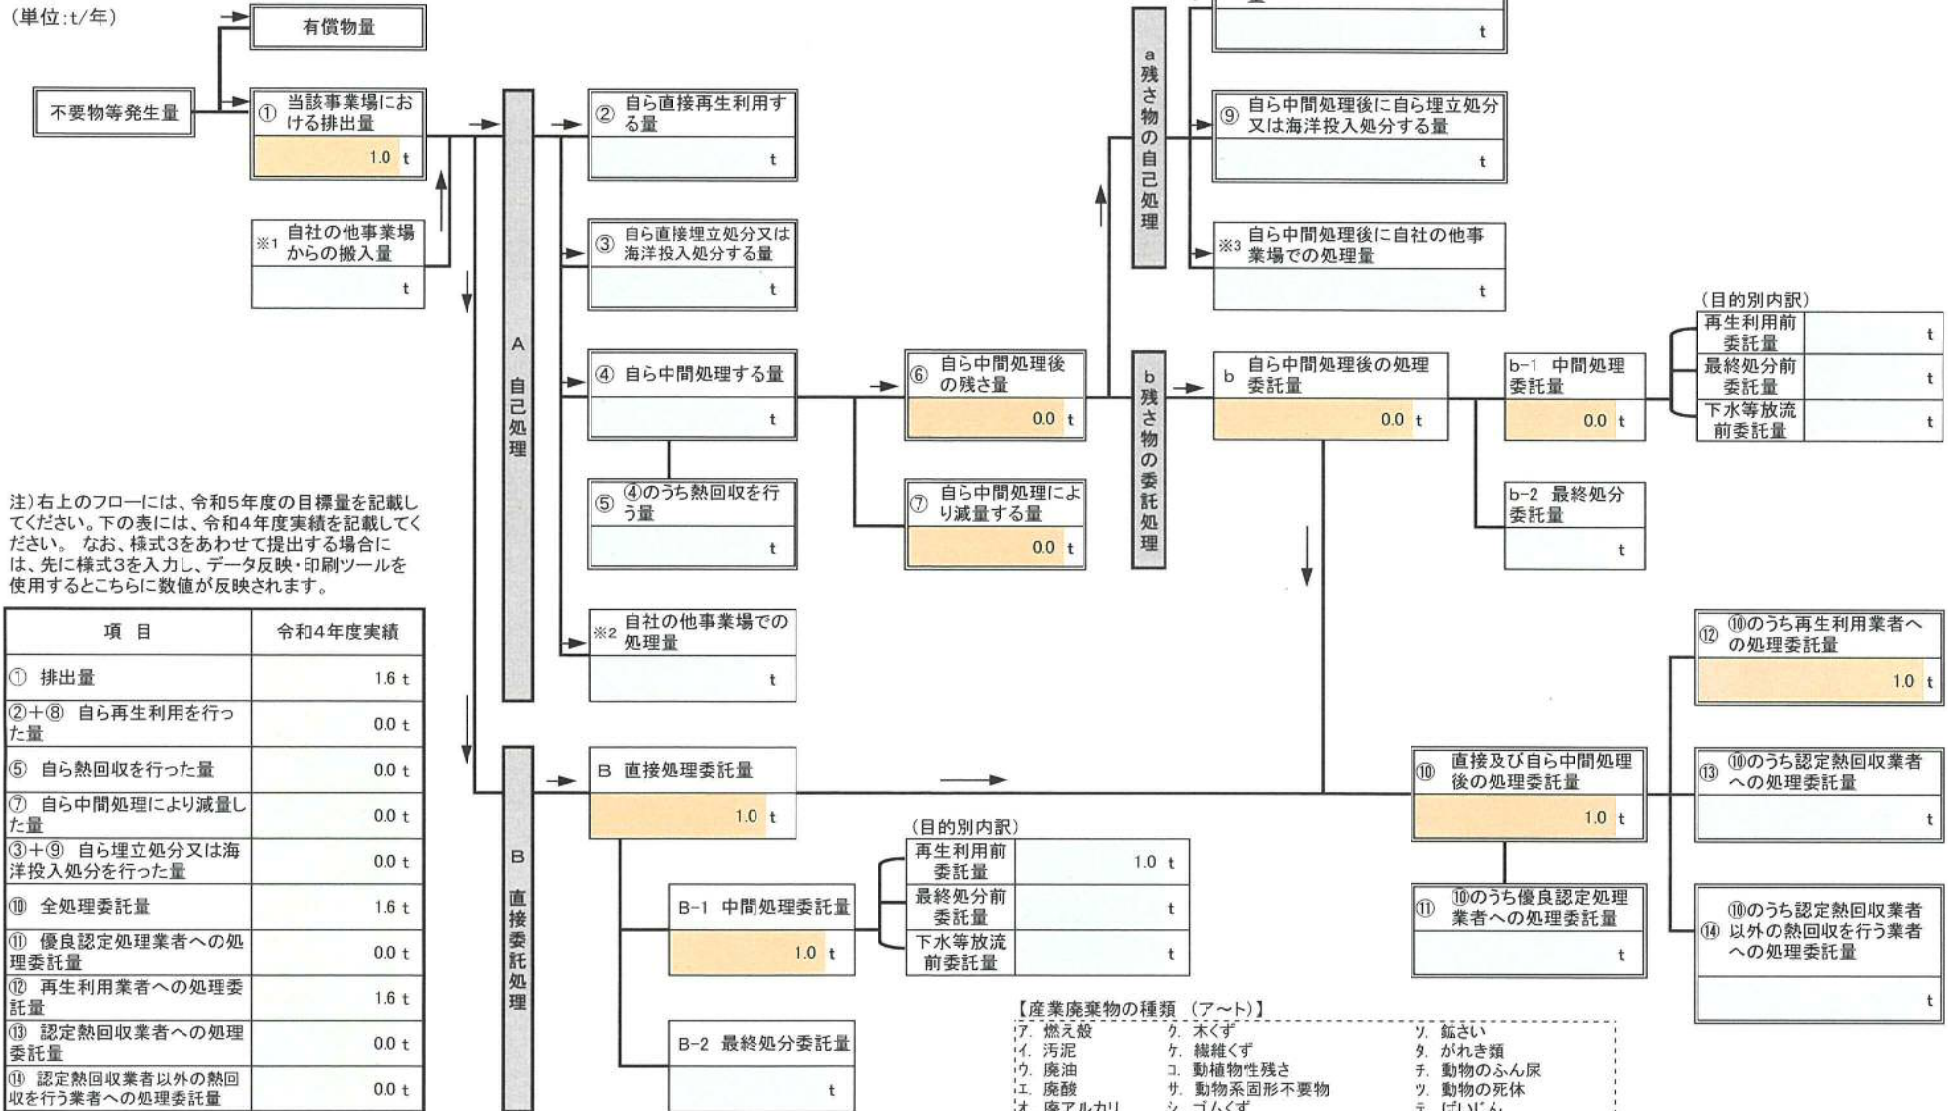 (単位:t/年)
有償物量
不要物等発生量
① 当該事業場にお
ける排出量
1.0 t
※1 自社の他事業場
からの搬入量
t
A 自己処理
② 自ら直接再生利用す
る量
t
③ 自ら直接埋立処分又は
海洋投入処分する量
t
④ 自ら中間処理する量
t
⑤ ④のうち熱回収を行
う量
t
※2 自社の他事業場での
処理量
t
⑥ 自ら中間処理後
の残さ量
0.0 t
⑦ 自ら中間処理によ
り減量する量
0.0 t
a 残さ物の自己処理
t
⑨ 自ら中間処理後に自ら埋立処分
又は海洋投入処分する量
t
※3 自ら中間処理後に自社の他事
業場での処理量
t
b 残さ物の委託処理
b 自ら中間処理後の処理
委託量
0.0 t
b-1 中間処理
委託量
0.0 t
b-2 最終処分
委託量
t
(目的別内訳)
再生利用前
委託量
t
最終処分前
委託量
t
下水等放流
前委託量
t
注)右上のフローには、令和5年度の目標量を記載し
てください。下の表には、令和4年度実績を記載してく
ださい。 なお、様式3をあわせて提出する場合に
は、先に様式3を入力し、データ反映・印刷ツールを
使用するとこちらに数値が反映されます。
項 目 令和4年度実績
① 排出量 1.6 t
②+⑧ 自ら再生利用を行っ
た量 0.0 t
⑤ 自ら熱回収を行った量 0.0 t
⑦ 自ら中間処理により減量し
た量 0.0 t
③+⑨ 自ら埋立処分又は海
洋投入処分を行った量 0.0 t
⑩ 全処理委託量 1.6 t
⑪ 優良認定処理業者への処
理委託量 0.0 t
⑫ 再生利用業者への処理委
託量 1.6 t
⑬ 認定熱回収業者への処理
委託量 0.0 t
⑭ 認定熱回収業者以外の熱回
収を行う業者への処理委託量 0.0 t
B 直接委託処理
B 直接処理委託量
1.0 t
B-1 中間処理委託量
1.0 t
B-2 最終処分委託量
t
(目的別内訳)
再生利用前
委託量
1.0 t
最終処分前
委託量
t
下水等放流
前委託量
t
⑩ 直接及び自ら中間処理
後の処理委託量
1.0 t
⑪ ⑩のうち優良認定処理
業者への処理委託量
t
⑫ ⑩のうち再生利用業者へ
の処理委託量
1.0 t
⑬ ⑩のうち認定熱回収業者
への処理委託量
t
⑭ ⑩のうち認定熱回収業者
以外の熱回収を行う業者
への処理委託量
t
【産業廃棄物の種類 (ア~ト)】
ア. 燃え殻 ク. 木くず ソ. 鉱さい
イ. 汚泥 ケ. 繊維くず タ. がれき類
ウ. 廃油 コ. 動植物性残さ チ. 動物のふん尿
エ. 廃酸 サ. 動物系固形不要物 ツ. 動物の死体
オ. 廃アルカリ シ. ゴムくず テ. ばいじん